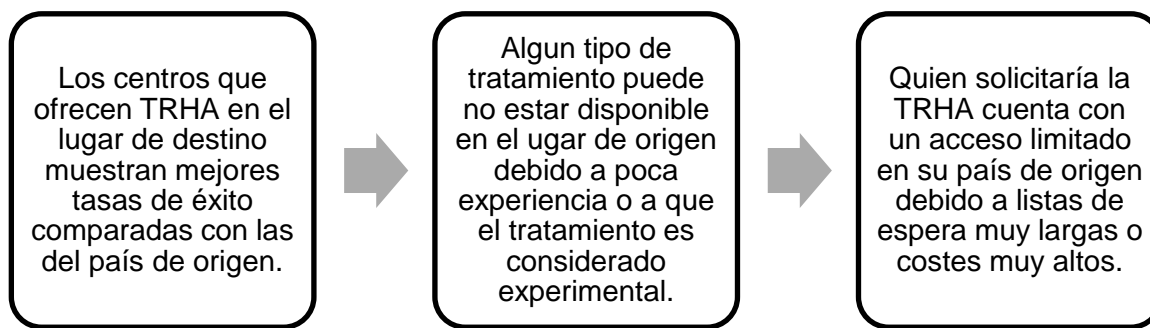 Los centros que
ofrecen TRHA en el
lugar de destino
muestran mejores
tasas de éxito
comparadas con las
del país de origen.
Algun tipo de
tratamiento puede
no estar disponible
en el ugar de origen
debido a poca
experiencia o a que
el tratamiento es
considerado
experimental.
Quien solicitaría la
TRHA cuenta con
un acceso limitado
en su país de origen
debido a listas de
espera muy largas o
costes muy altos.